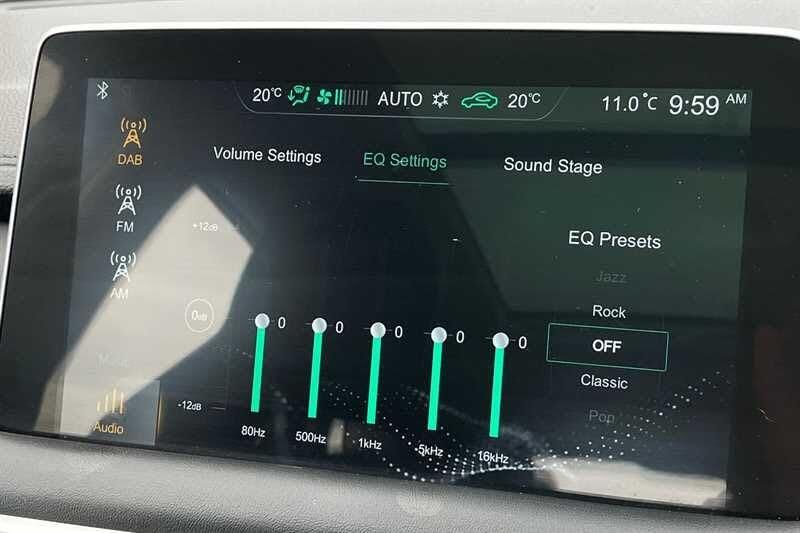 20°C AUTO 20°C 11.0°C 9:59 AM
DAB
FM
AM
Music
Audio
Volume Settings EQ Settings Sound Stage
+12dB
0dB
-12dB
0 0 0 0 0
80Hz 500Hz 1kHz 5kHz 16kHz
EQ Presets
Jazz
Rock
OFF
Classic
Pop